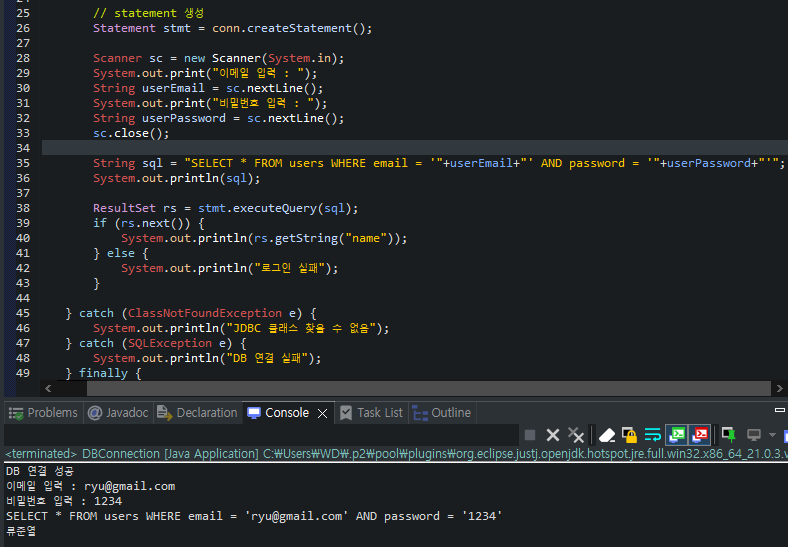 25 // statement 생성
26 Statement stmt = conn.createStatement();
27
28 Scanner sc = new Scanner(System.in);
29 System.out.print("이메일 입력 : ");
30 String userEmail = sc.nextLine();
31 System.out.print("비밀번호 입력 : ");
32 String userPassword = sc.nextLine();
33 sc.close();
34
35 String sql = "SELECT * FROM users WHERE email = '"+userEmail+"' AND password = '"+userPassword+"'";
36 System.out.println(sql);
37
38 ResultSet rs = stmt.executeQuery(sql);
39 if (rs.next()) {
40 System.out.println(rs.getString("name"));
41 } else {
42 System.out.println("로그인 실패");
43 }
44
45 } catch (ClassNotFoundException e) {
46 System.out.println("JDBC 클래스 찾을 수 없음");
47 } catch (SQLException e) {
48 System.out.println("DB 연결 실패");
49 } finally {
Problems @ Javadoc Declaration Console Task List Outline
<terminated> DBConnection [Java Application] C:₩Users₩WD₩.p2₩pool₩plugins₩org.eclipse.justj.openjdk.hotspot.jre.full.win32.x86_64_21.0.3.v
DB 연결 성공
이메일 입력 : ryu@gmail.com
비밀번호 입력 : 1234
SELECT * FROM users WHERE email = 'ryu@gmail.com' AND password = '1234'
류준열